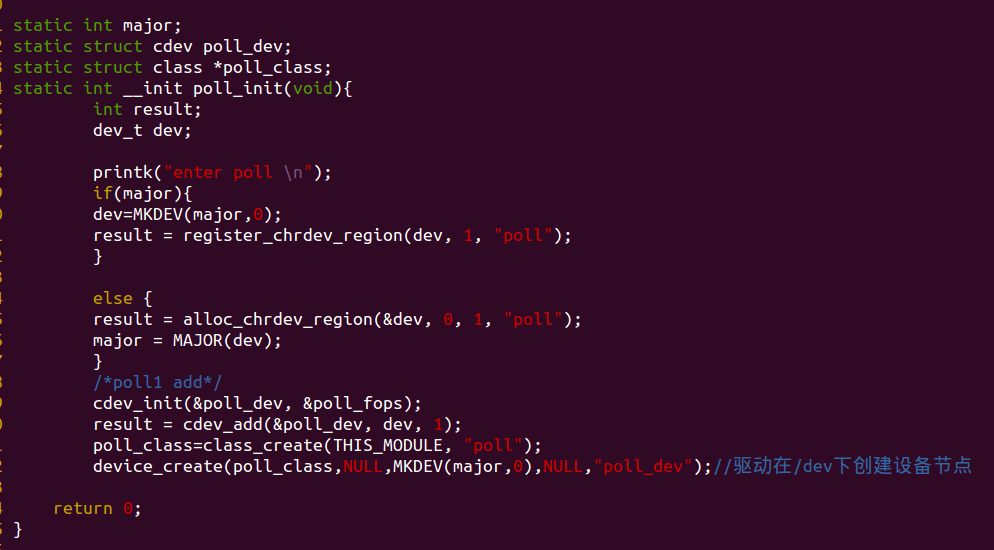 static int major;
static struct cdev poll_dev;
static struct class *poll_class;
static int __init poll_init(void){
        int result;
        dev_t dev;

        printk("enter poll \n");
        if(major){
        dev=MKDEV(major,0);
        result = register_chrdev_region(dev, 1, "poll");
        }

        else {
        result = alloc_chrdev_region(&dev, 0, 1, "poll");
        major = MAJOR(dev);
        }
        /*poll1 add*/
        cdev_init(&poll_dev, &poll_fops);
        result = cdev_add(&poll_dev, dev, 1);
        poll_class=class_create(THIS_MODULE, "poll");
        device_create(poll_class,NULL,MKDEV(major,0),NULL,"poll_dev");//驱动在/dev下创建设备节点

    return 0;
}